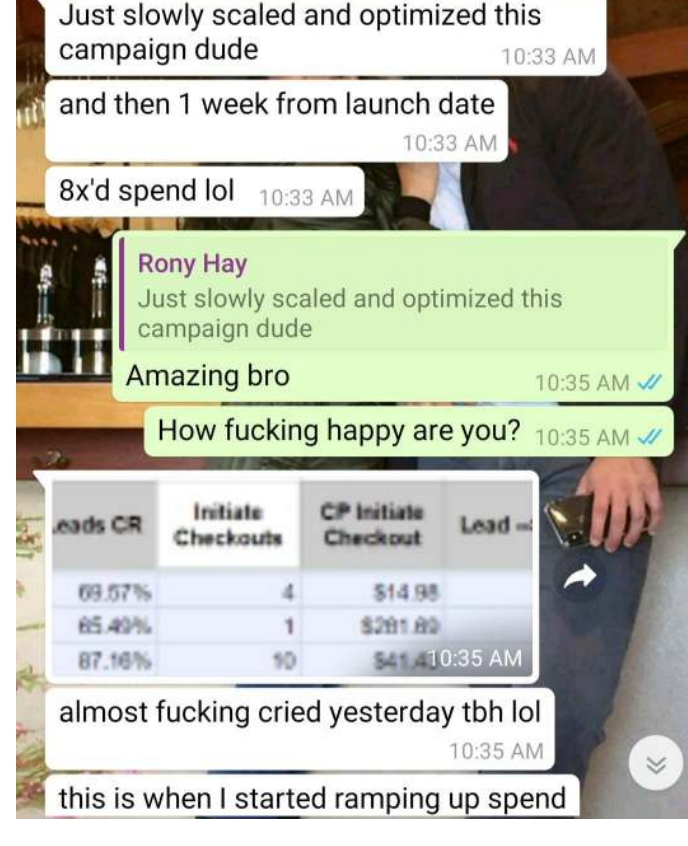 Just slowly scaled and optimized this
campaign dude
10:33 AM
and then 1 week from launch date
10:33 AM
8x'd spend lol 10:33 AM
Rony Hay
Just slowly scaled and optimized this
campaign dude
Amazing bro 10:35 AM
How fucking happy are you? 10:35 AM
Leads CR Initiate Checkouts CP Initiate Checkout Lead
69.57% 4 $14.98
65.49% 1
87.16% 10
10:35 AM
almost fucking cried yesterday tbh lol
10:35 AM
this is when I started ramping up spend